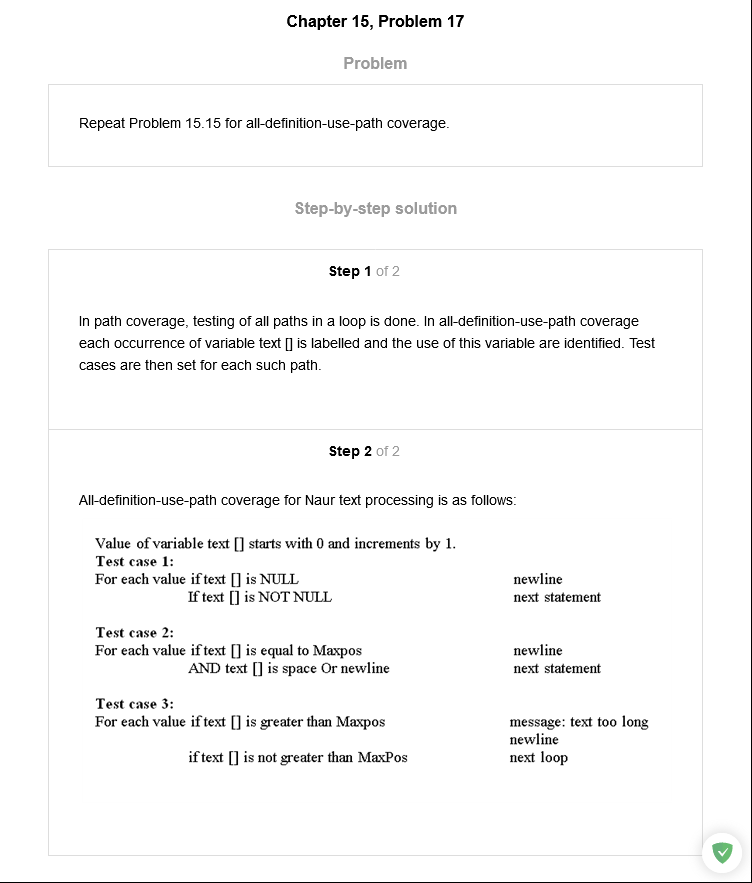 Chapter 15, Problem 17
Problem
Repeat Problem 15.15 for all-definition-use-path coverage.
Step-by-step solution
Step 1 of 2
In path coverage, testing of all paths in a loop is done. In all-definition-use-path coverage
each occurrence of variable text [] is labelled and the use of this variable are identified. Test
cases are then set for each such path.
Step 2 of 2
All-definition-use-path coverage for Naur text processing is as follows:
Value of variable text [] starts with 0 and increments by 1.
Test case 1:
For each value if text [] is NULL newline
If text [] is NOT NULL next statement
Test case 2:
For each value if text [] is equal to Maxpos newline
AND text [] is space Or newline next statement
Test case 3:
For each value if text [] is greater than Maxpos message: text too long
newline
if text [] is not greater than MaxPos next loop